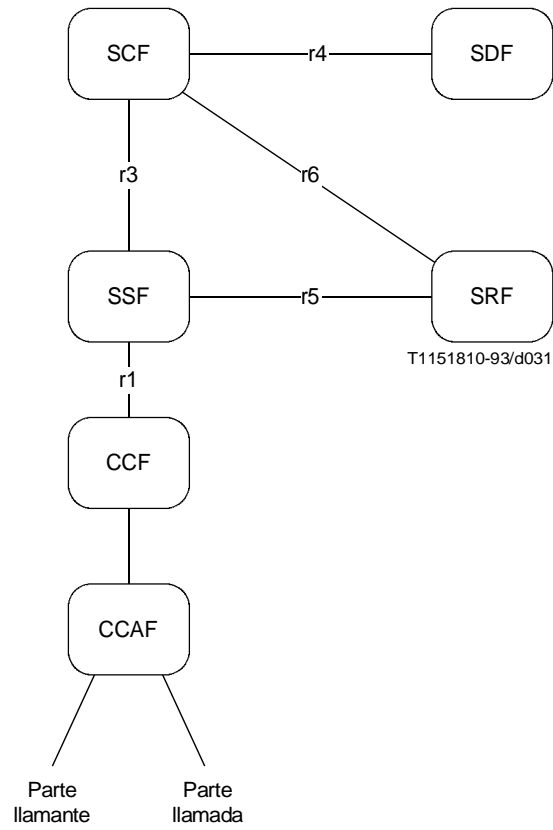 SCF
r4
SDF
r3
r6
SSF
r5
SRF
T1151810-93/d031
r1
CCF
CCAF
Parte
llamante
Parte
llamada